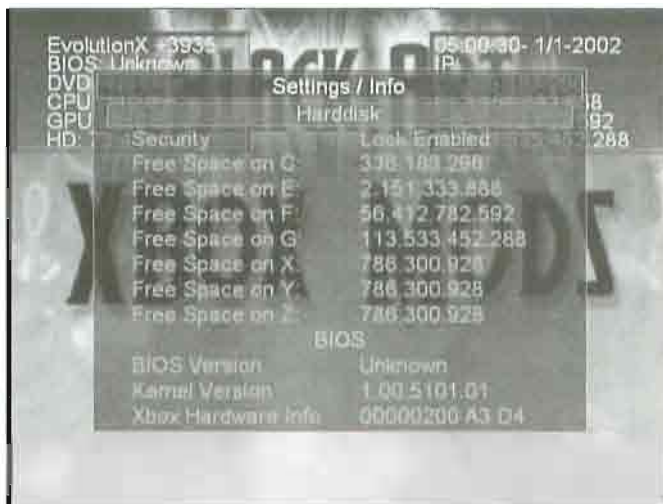 EvolutionX +3935
05:00:30- 1/1-2002
BIOS: Unknown
IP:
DVD
CPU
GPU
HD:
Settings / Info
Harddisk
Security Lock Enabled
Free Space on C:
Free Space on E: 2.151.333.888
Free Space on F: 56.412.782.592
Free Space on G: 113.533.452.288
Free Space on X: 786.300.928
Free Space on Y: 786.300.928
Free Space on Z: 786.300.928
BIOS
BIOS Version Unknown
Kernel Version 1.00.5101.01
Xbox Hardware Info 00000200 A3 D4
XBOX MODS